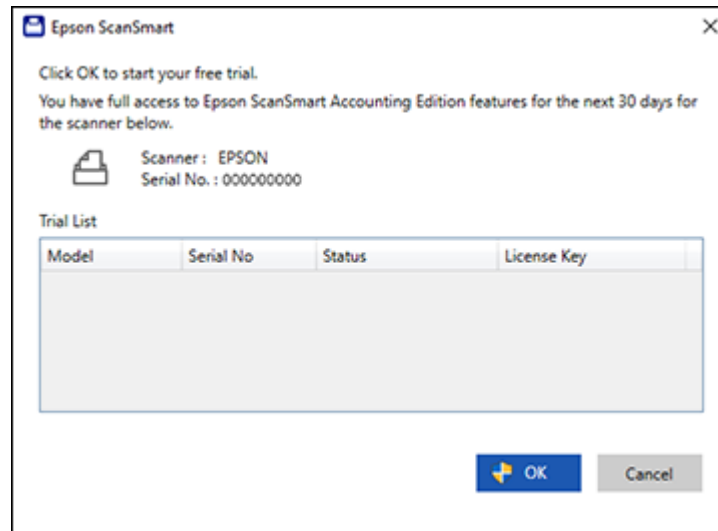 Epson ScanSmart
Click OK to start your free trial.
You have full access to Epson ScanSmart Accounting Edition features for the next 30 days for
the scanner below.
Scanner : EPSON
Serial No. : 000000000
Trial List
Model Serial No Status License Key
OK Cancel